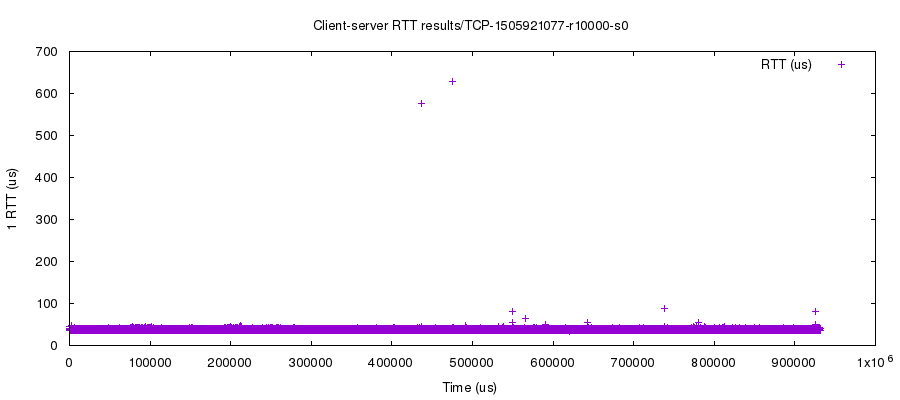 Client-server RTT results/TCP-1505921077-r10000-s0
RTT (us)
700
600
500
400
300
200
100
0
1 RTT (us)
0 100000 200000 300000 400000 500000 600000 700000 800000 900000 1x10^6
Time (us)